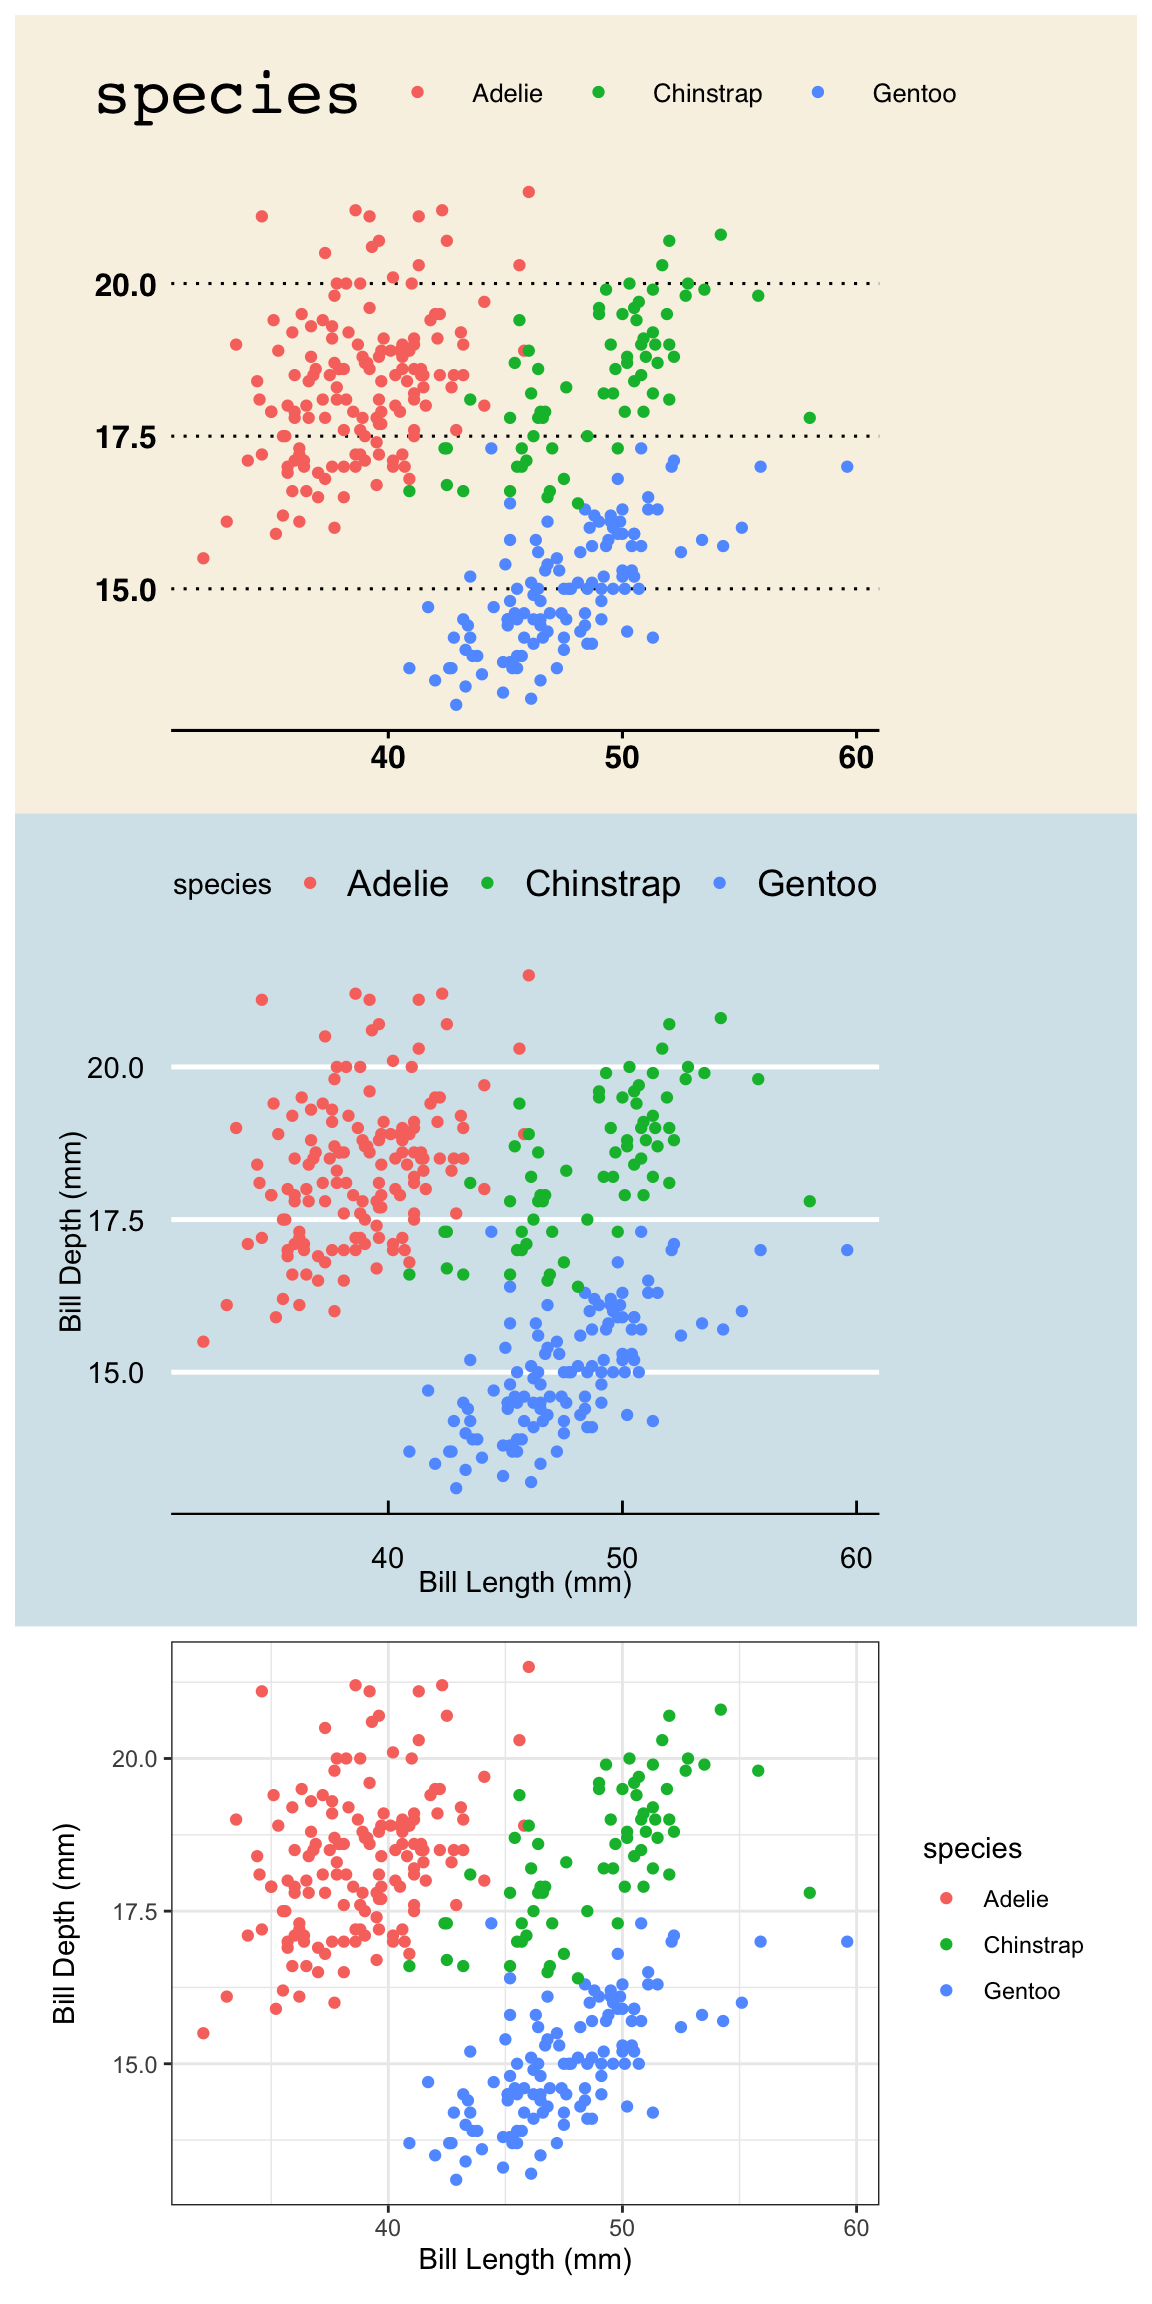 species Adelie Chinstrap Gentoo
20.0
17.5
15.0
40 50 60
species Adelie Chinstrap Gentoo
Bill Depth (mm)
20.0
17.5
15.0
40 50 60
Bill Length (mm)
Bill Depth (mm)
20.0
17.5
15.0
40 50 60
Bill Length (mm)
species
Adelie
Chinstrap
Gentoo